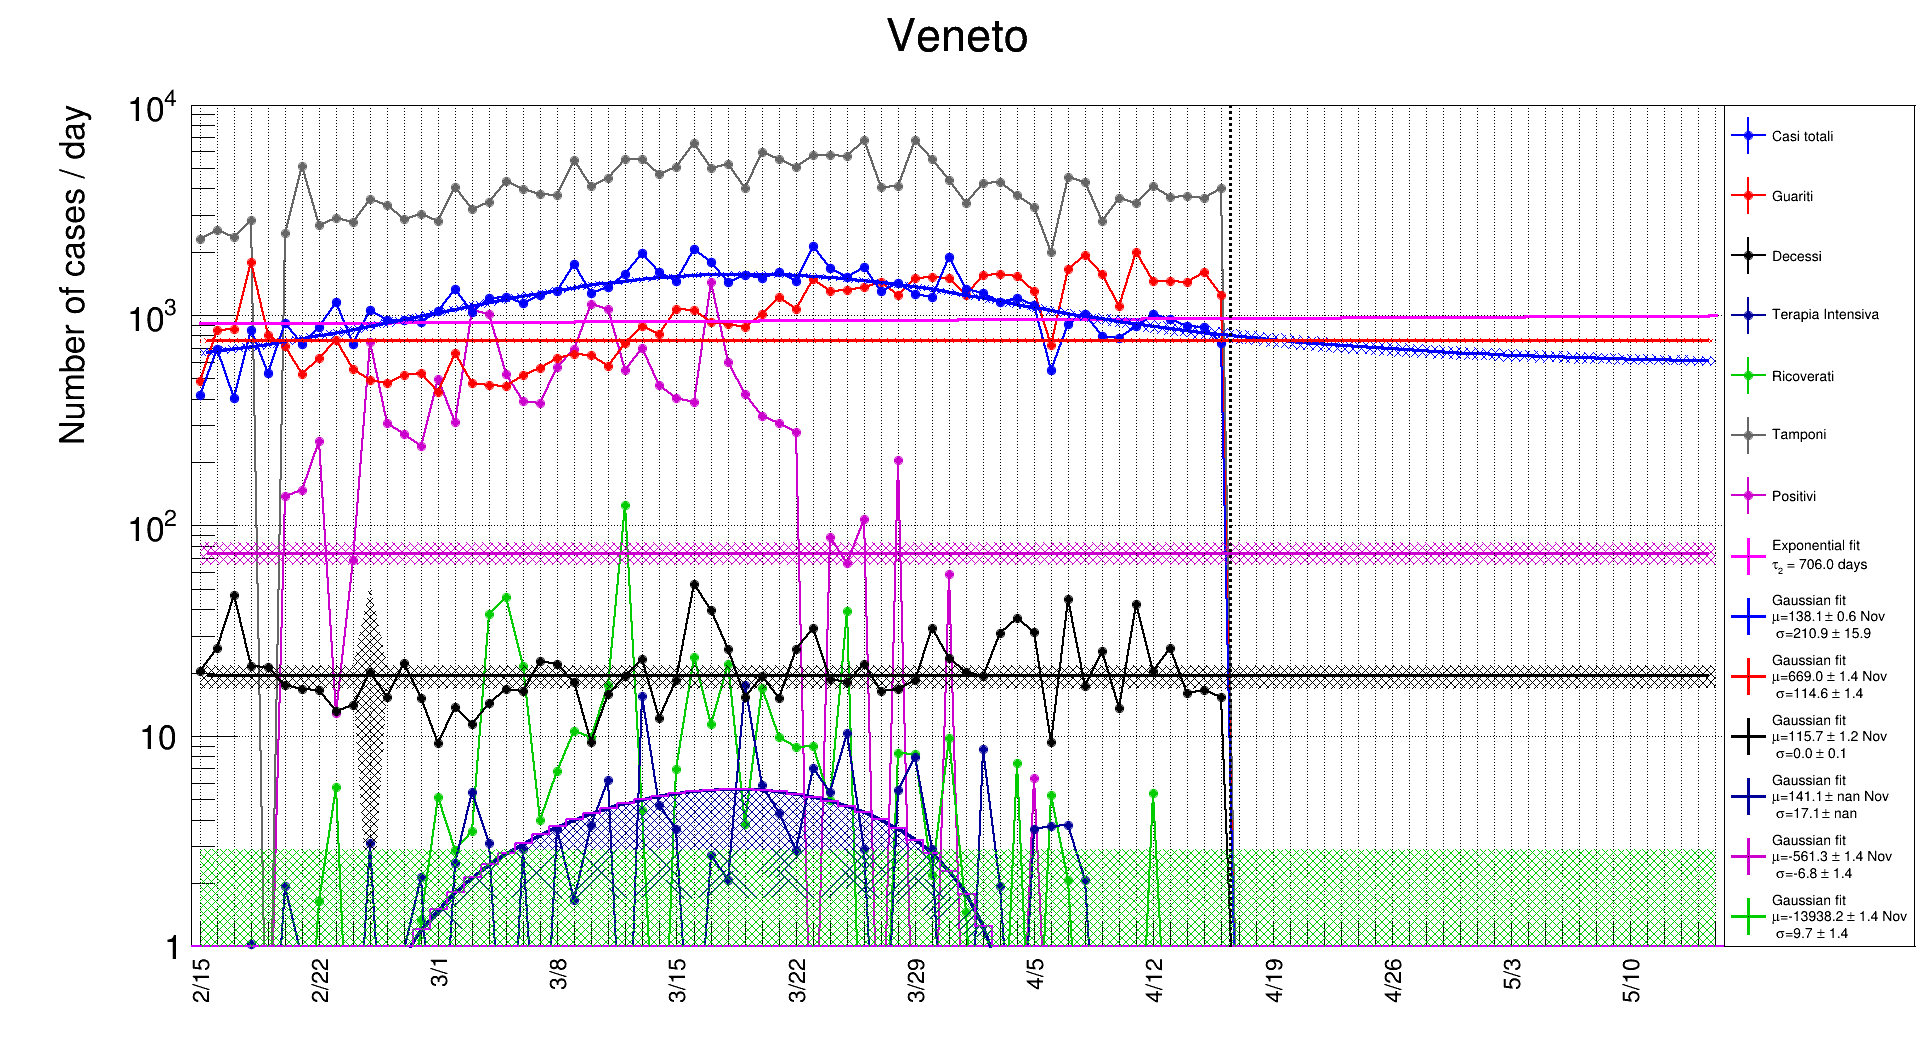 Veneto
Number of cases / day
10^4
10^3
10^2
10
1
2/15
2/22
3/1
3/8
3/15
3/22
3/29
4/5
4/12
4/19
4/26
5/3
5/10
Casi totali
Guariti
Decessi
Terapia Intensiva
Ricoverati
Tamponi
Positivi
Exponential fit
τ₂ = 706.0 days
Gaussian fit
μ=138.1± 0.6 Nov
σ=210.9 ± 15.9
Gaussian fit
μ=669.0 ± 1.4 Nov
σ=114.6 ± 1.4
Gaussian fit
μ=115.7± 1.2 Nov
σ=0.0 ± 0.1
Gaussian fit
μ=141.1± nan Nov
σ=17.1± nan
Gaussian fit
μ=-561.3 ± 1.4 Nov
σ=-6.8 ± 1.4
Gaussian fit
μ=-13938.2 ± 1.4 Nov
σ=9.7 ± 1.4